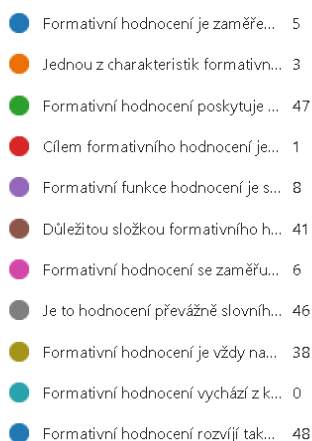 Formativní hodnocení je zaměře... 5
Jednou z charakteristik formativn... 3
Formativní hodnocení poskytuje ... 47
Cílem formativního hodnocení je... 1
Formativní funkce hodnocení je s... 8
Důležitou složkou formativního h... 41
Formativní hodnocení se zaměřu... 6
Je to hodnocení převážně slovníh... 46
Formativní hodnocení je vždy na... 38
Formativní hodnocení vychází z k... 0
Formativní hodnocení rozvíjí tak... 48